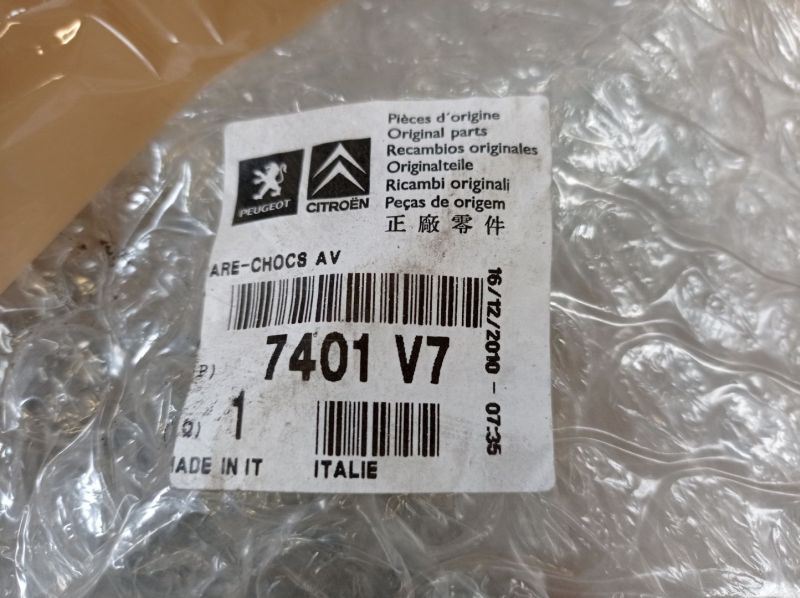 Pièces d'origine
Original parts
Recambios originales
Originalteile
Ricambi originali
Peças de origem
正廠零件
PEUGEOT
CITROËN
ARE-CHOCS AV
16/12/2010 - 07:35
P) 7401 V7
Q) 1
MADE IN IT ITALIE